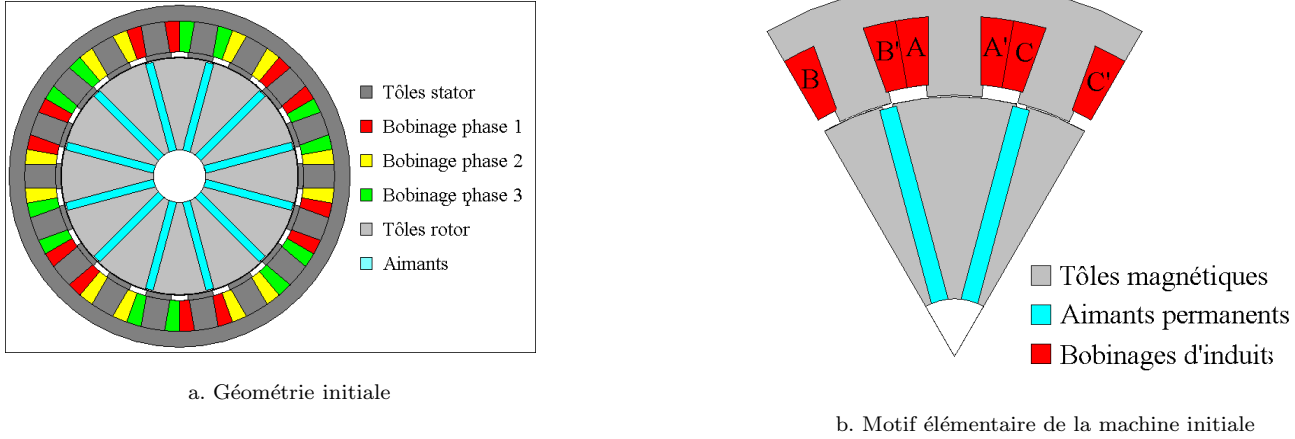 Tôles stator
Bobinage phase 1
Bobinage phase 2
Bobinage phase 3
Tôles rotor
Aimants
a. Géométrie initiale
B
B'
A
A'
C
C'
Tôles magnétiques
Aimants permanents
Bobinages d'induits
b. Motif élémentaire de la machine initiale